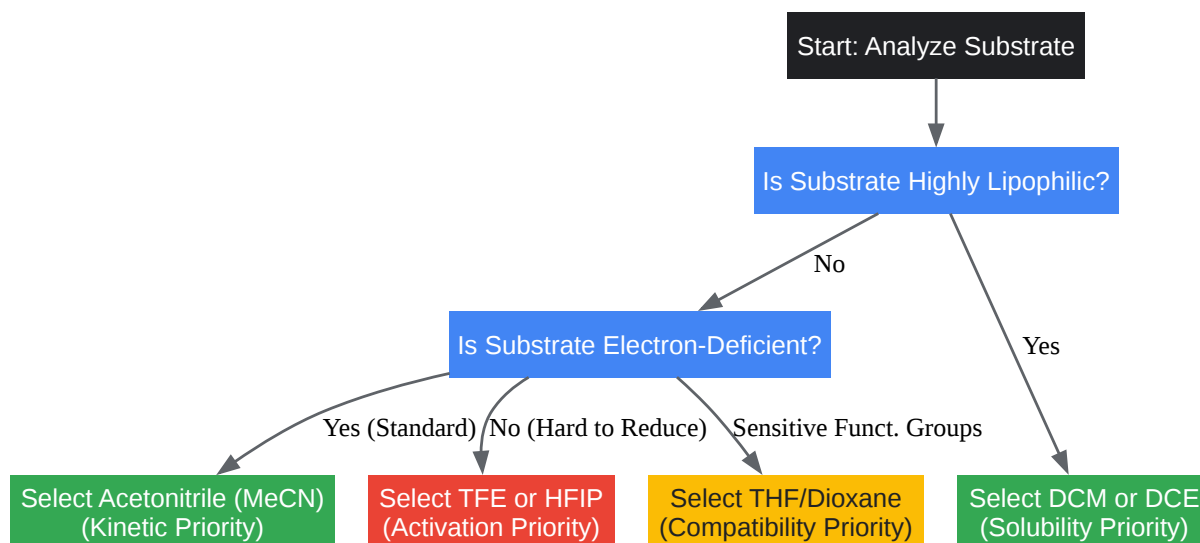 Start: Analyze Substrate
Is Substrate Highly Lipophilic?
No
Is Substrate Electron-Deficient?
Yes
Yes (Standard)
No (Hard to Reduce)
Sensitive Funct. Groups
Select Acetonitrile (MeCN)
(Kinetic Priority)
Select TFE or HFIP
(Activation Priority)
Select THF/Dioxane
(Compatibility Priority)
Select DCM or DCE
(Solubility Priority)